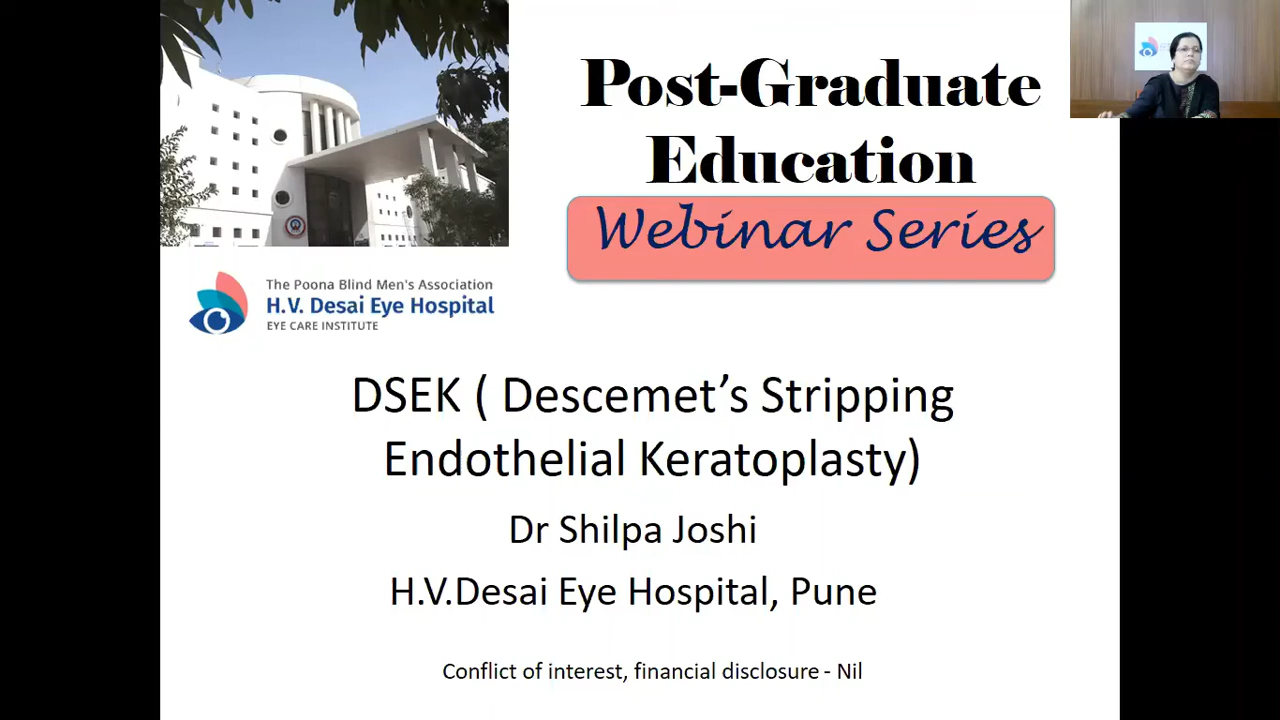 Post-Graduate
Education
Webinar Series
The Poona Blind Men's Association
H.V. Desai Eye Hospital
EYE CARE INSTITUTE
DSEK ( Descemet’s Stripping
Endothelial Keratoplasty)
Dr Shilpa Joshi
H.V.Desai Eye Hospital, Pune
Conflict of interest, financial disclosure - Nil